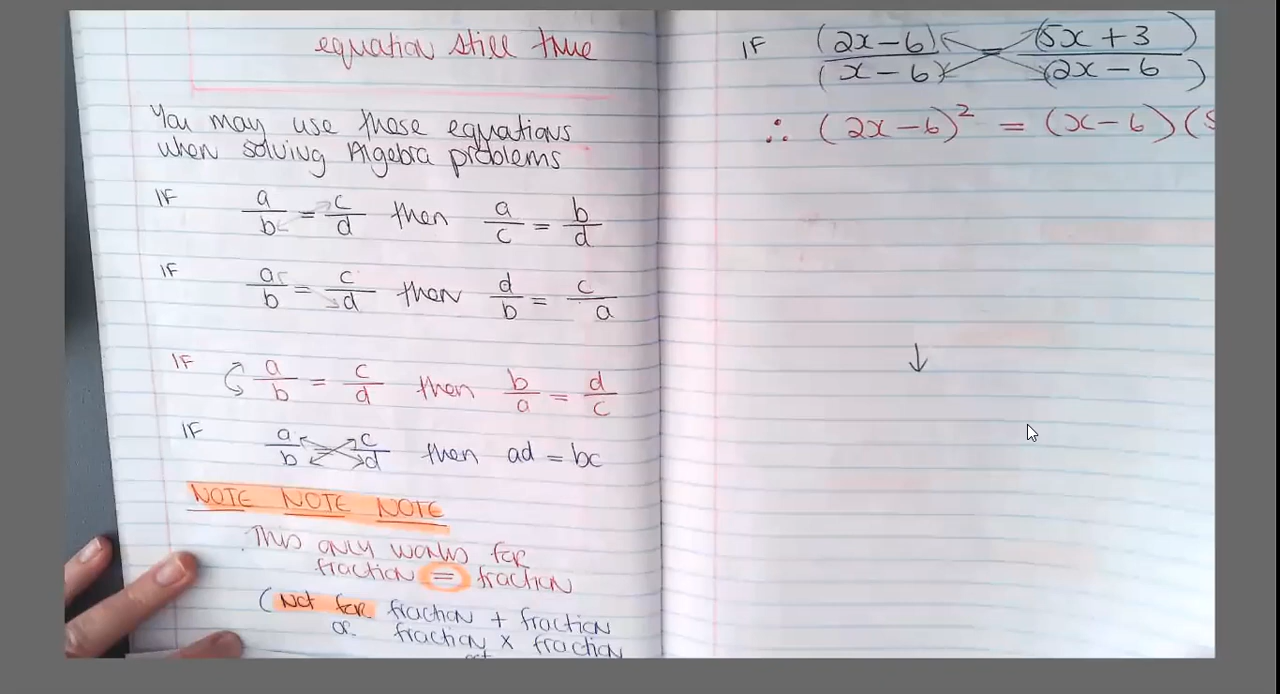 equation still true
You may use these equations
when solving Algebra problems
IF a/b = c/d then a/c = b/d
IF a/b = c/d then d/b = c/a
IF a/b = c/d then b/a = d/c
IF a/b c/d then ad = bc
NOTE NOTE NOTE
This only works for
fraction = fraction
(Not for fraction + fraction
or fraction x fraction
IF (2x-6)/(x-6) = (5x+3)/(2x-6)
∴ (2x-6)² = (x-6)(5